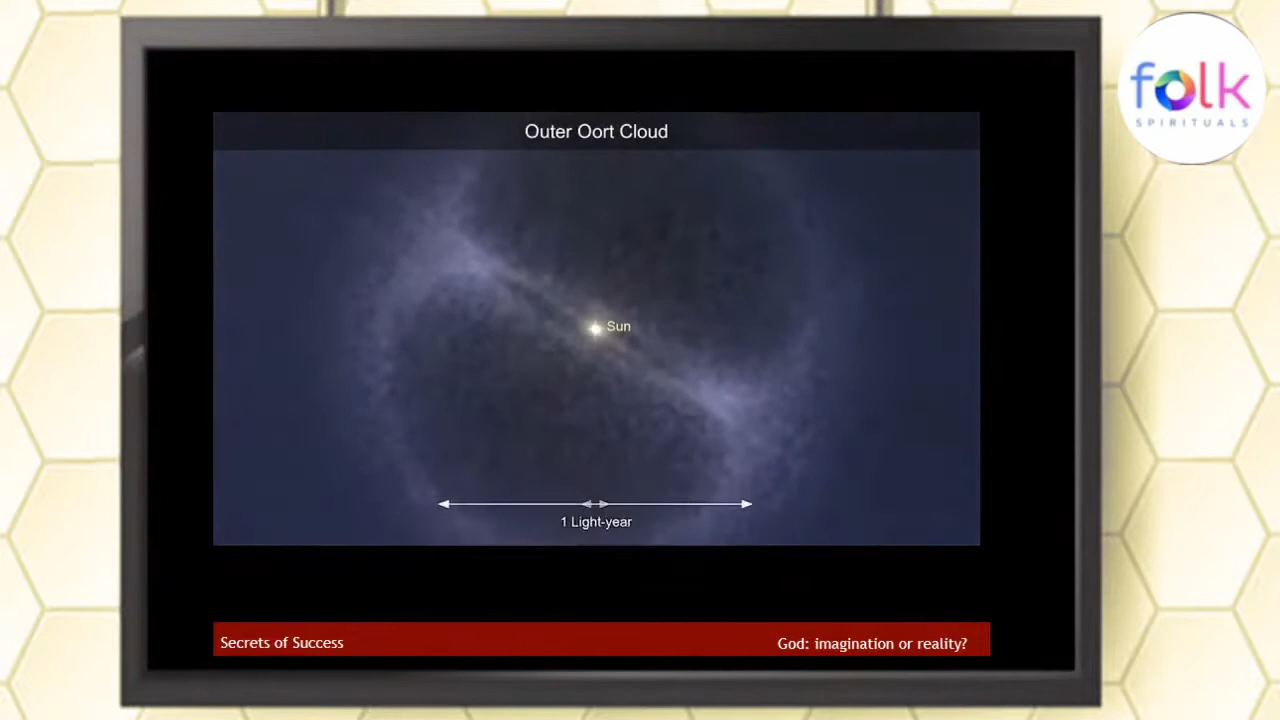 Outer Oort Cloud
folk
SPIRITUALS
Sun
1 Light-year
Secrets of Success
God: imagination or reality?